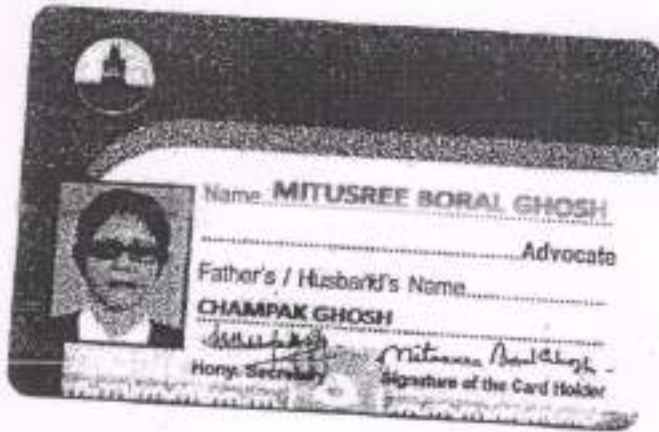 Name MITUSREE BORAL GHOSH
Advocate
Father's / Husband's Name
CHAMPAK GHOSH
Hony. Secretary
Signature of the Card Holder